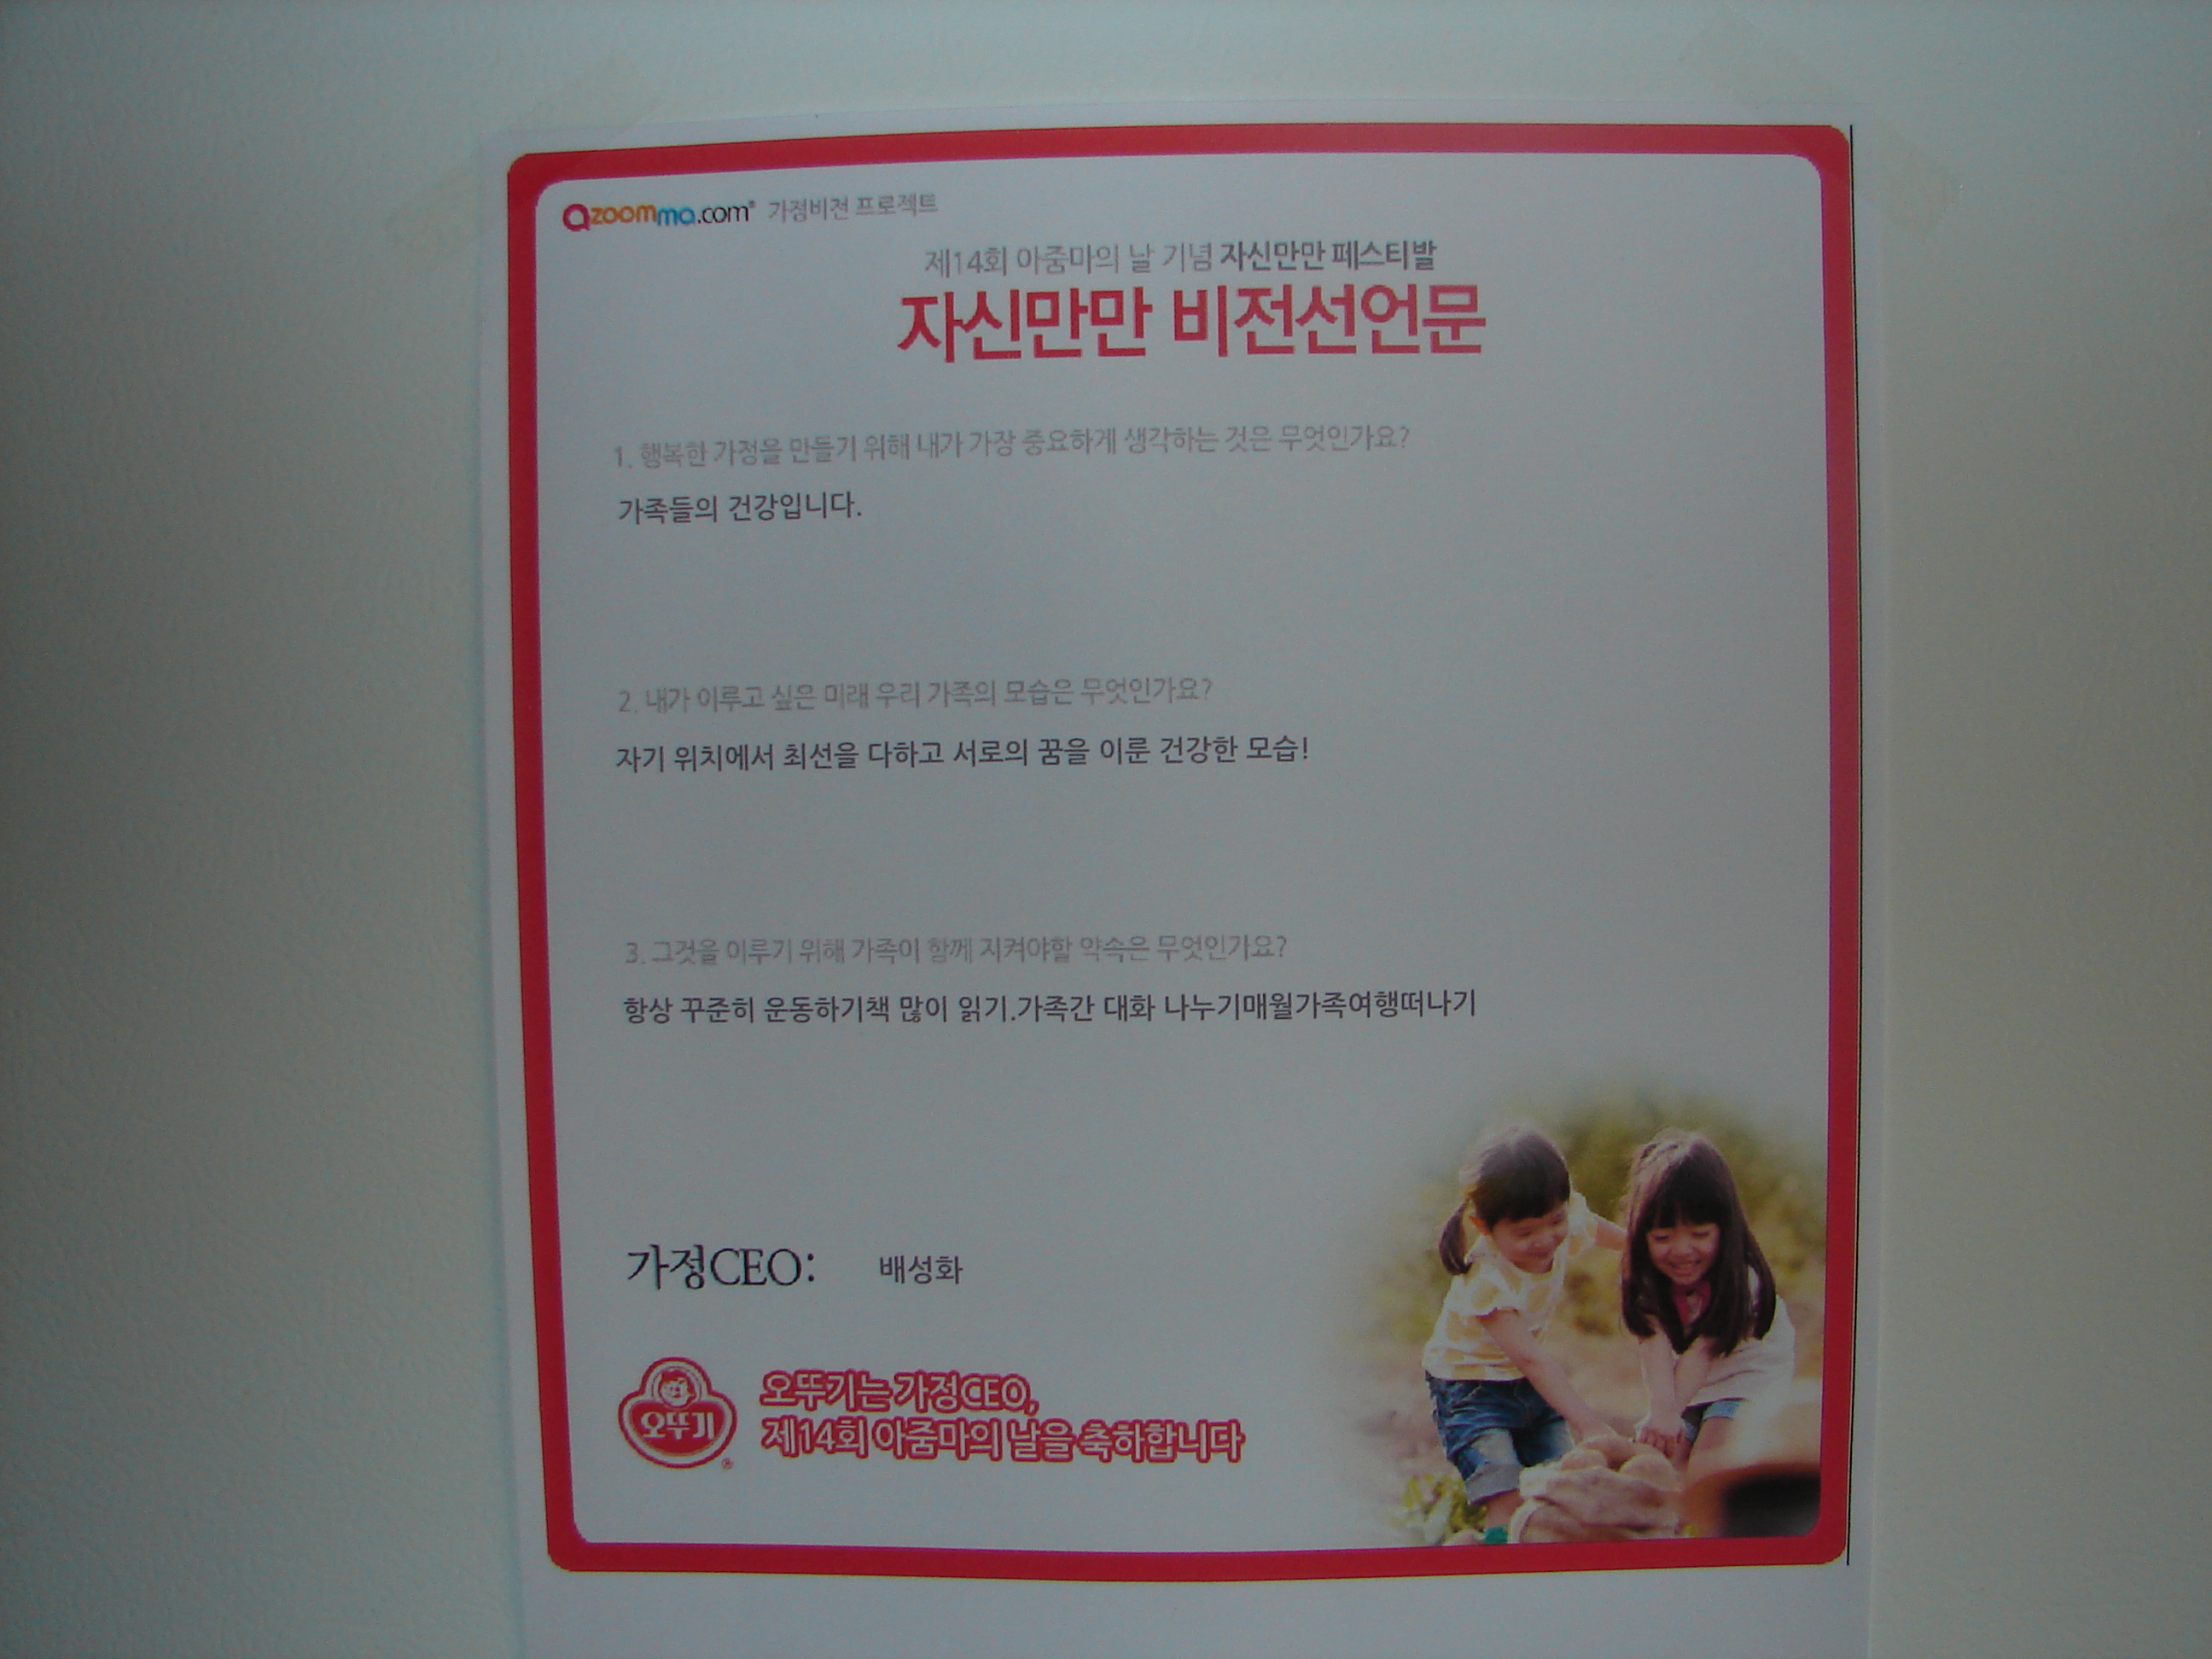 azoomma.com® 가정비전 프로젝트
제14회 아줌마의 날 기념 자신만만 페스티발
자신만만 비전선언문
1. 행복한 가정을 만들기 위해 내가 가장 중요하게 생각하는 것은 무엇인가요?
가족들의 건강입니다.
2. 내가 이루고 싶은 미래 우리 가족의 모습은 무엇인가요?
자기 위치에서 최선을 다하고 서로의 꿈을 이룬 건강한 모습!
3. 그것을 이루기 위해 가족이 함께 지켜야할 약속은 무엇인가요?
항상 꾸준히 운동하기책 많이 읽기.가족간 대화 나누기매월가족여행떠나기
가정CEO: 배성화
오뚜기®
오뚜기는 가정CEO,
제14회 아줌마의 날을 축하합니다